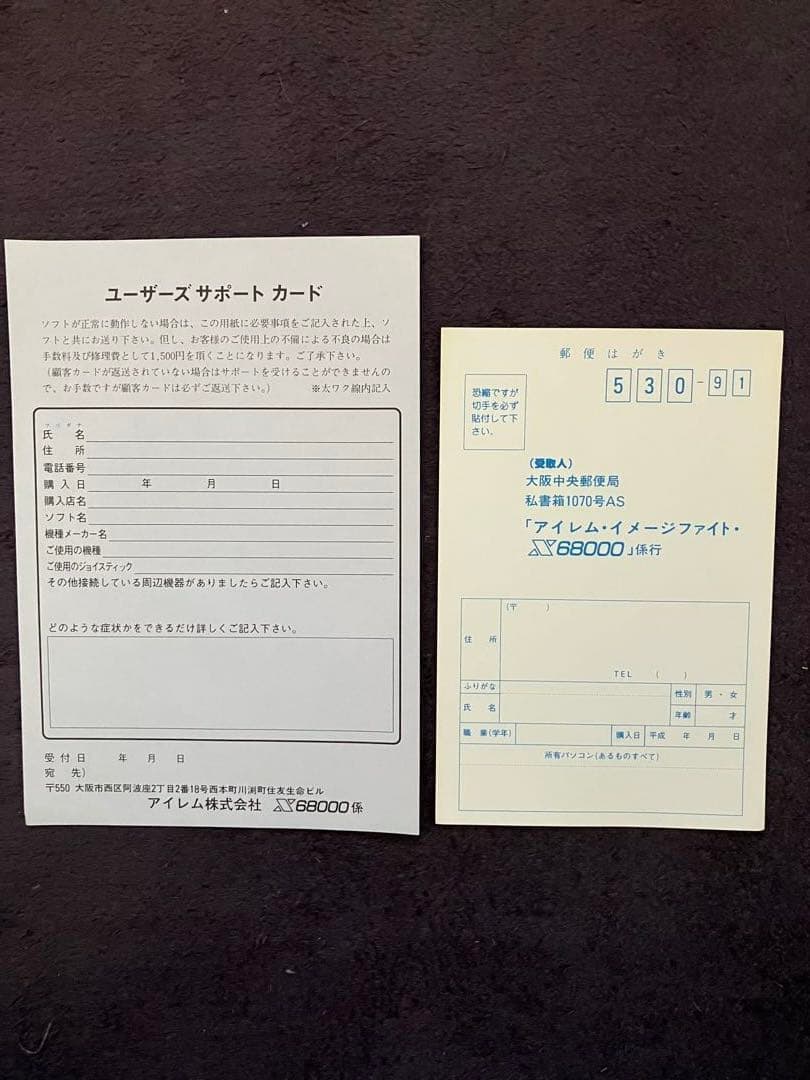 ユーザーズ サポート カード
ソフトが正常に動作しない場合は、この用紙に必要事項をご記入された上、ソ
フトと共にお送り下さい。但し、お客様のご使用上の不備による不良の場合は
手数料及び修理費として1,500円を頂くことになります。ご了承下さい。
(顧客カードが返送されていない場合はサポートを受けることができませんの
で、お手数ですが顧客カードは必ずご返送下さい。) ※太ワク線内記入
フリガナ
氏 名
住 所
電話番号
購入日 年 月 日
購入店名
ソフト名
機種メーカー名
ご使用の機種
ご使用のジョイスティック
その他接続している周辺機器がありましたらご記入下さい。
どのような症状かをできるだけ詳しくご記入下さい。
受付日 年 月 日
宛 先)
〒550 大阪市西区阿波座2丁目2番18号西本町川渕町住友生命ビル
アイレム株式会社 X68000係
郵便はがき
530-91
恐縮ですが
切手を必ず
貼付して下
さい。
(受取人)
大阪中央郵便局
私書箱1070号AS
「アイレム・イメージファイト・
X68000」係行
(〒 )
住 所
TEL ( )
ふりがな
氏 名
性別 男・女
年齢 才
職 業(学年)
購入日 平成 年 月 日
所有パソコン(あるものすべて)